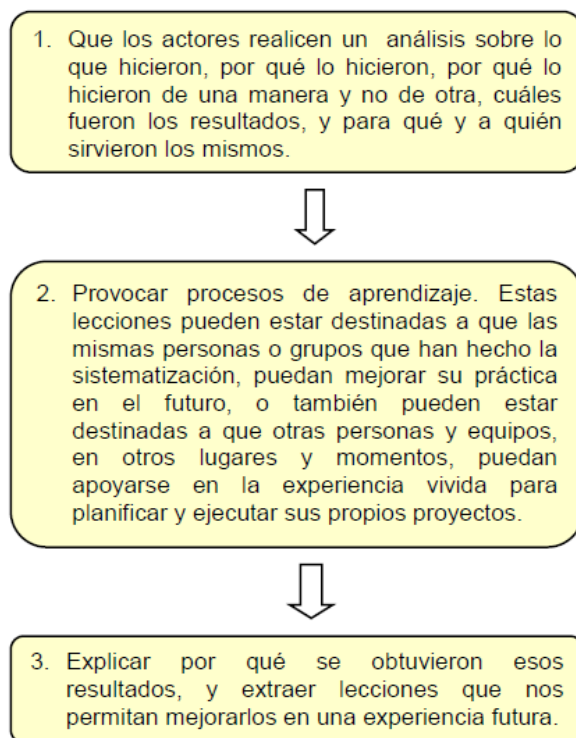 1. Que los actores realicen un análisis sobre lo
que hicieron, por qué lo hicieron, por qué lo
hicieron de una manera y no de otra, cuáles
fueron los resultados, y para qué y a quién
sirvieron los mismos.
2. Provocar procesos de aprendizaje. Estas
lecciones pueden estar destinadas a que las
mismas personas o grupos que han hecho la
sistematización, puedan mejorar su práctica
en el futuro, o también pueden estar
destinadas a que otras personas y equipos,
en otros lugares y momentos, puedan
apoyarse en la experiencia vivida para
planificar y ejecutar sus propios proyectos.
3. Explicar por qué se obtuvieron esos
resultados, y extraer lecciones que nos
permitan mejorarlos en una experiencia futura.